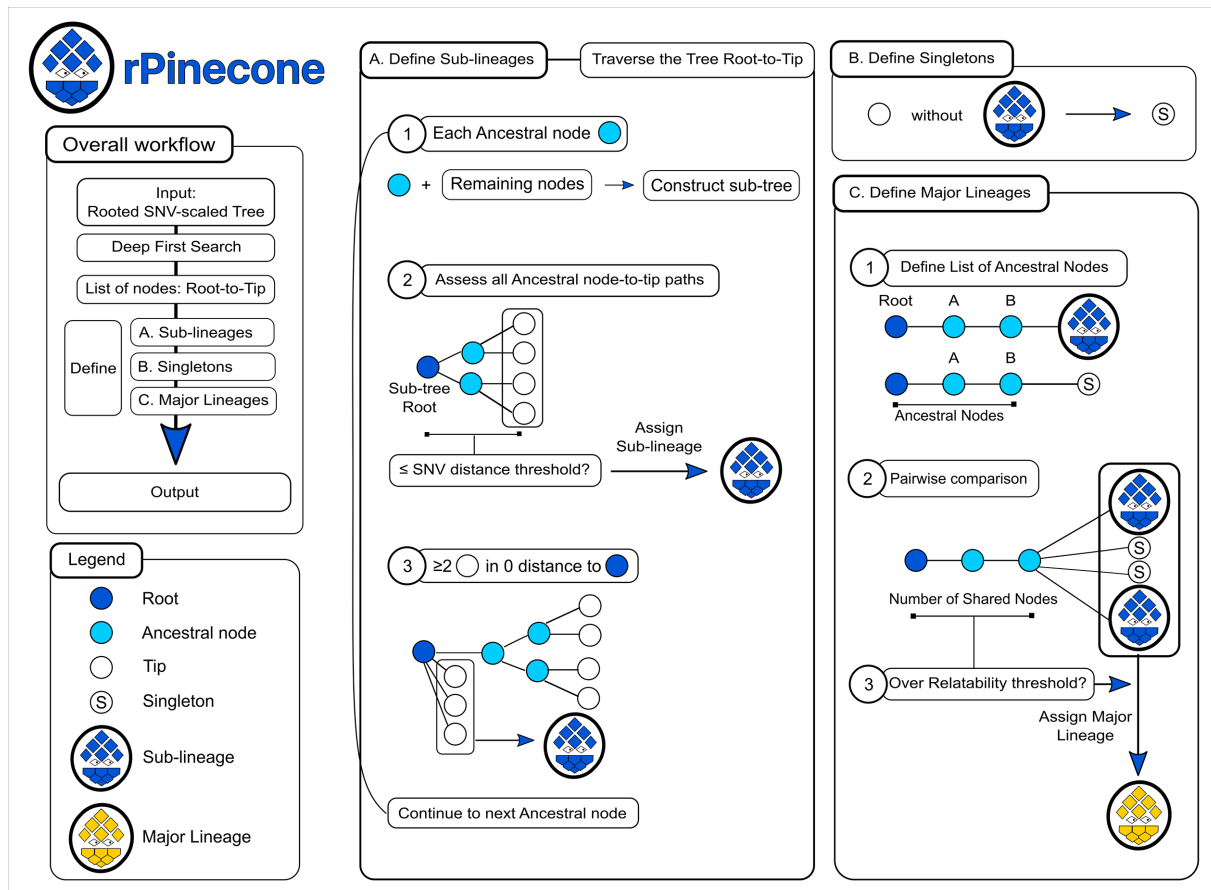 rPinecone
Overall workflow
Input:
Rooted SNV-scaled Tree
Deep First Search
List of nodes: Root-to-Tip
Define
A. Sub-lineages
B. Singletons
C. Major Lineages
Output
Legend
Root
Ancestral node
Tip
S
Singleton
Sub-lineage
Major Lineage
A. Define Sub-lineages
Traverse the Tree Root-to-Tip
1
Each Ancestral node
+
Remaining nodes
Construct sub-tree
2
Assess all Ancestral node-to-tip paths
Sub-tree
Root
≤ SNV distance threshold?
Assign
Sub-lineage
3
≥2
in 0 distance to
Continue to next Ancestral node
B. Define Singletons
without
S
C. Define Major Lineages
1
Define List of Ancestral Nodes
Root A B
A B
S
Ancestral Nodes
2
Pairwise comparison
S
S
Number of Shared Nodes
3
Over Relatability threshold?
Assign Major
Lineage